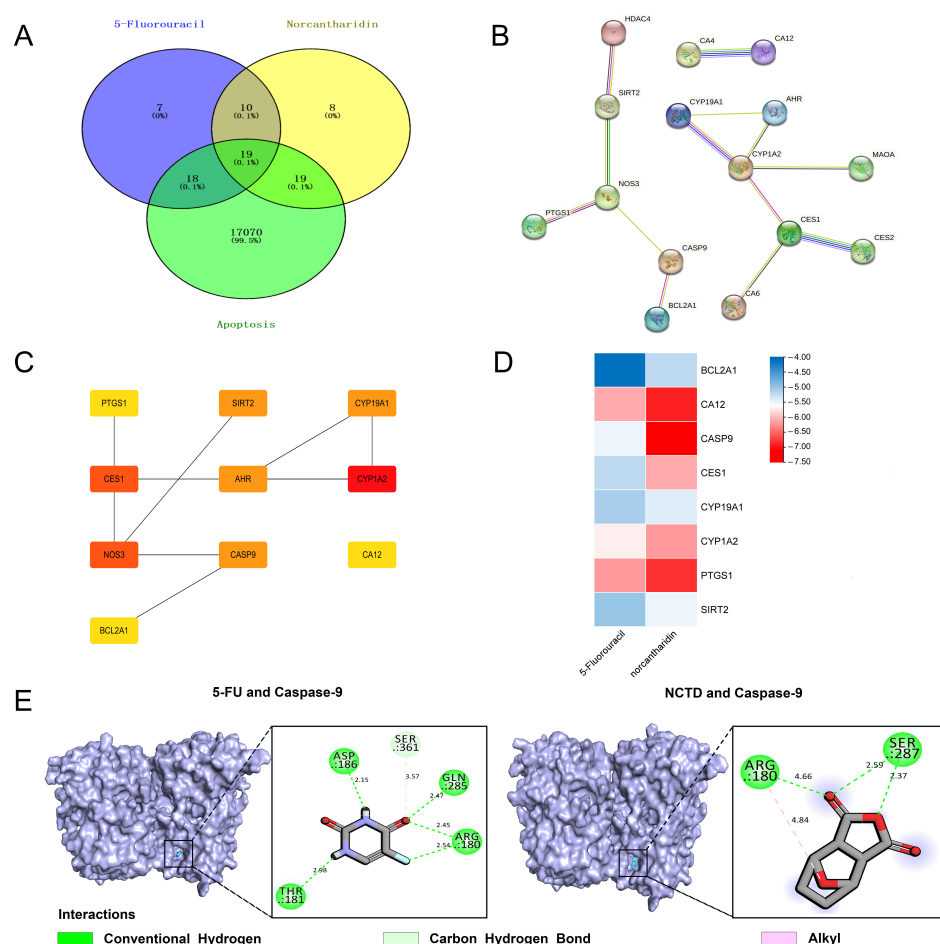 A
5-Fluorouracil
Norcantharidin
7
(0%)
10
(0.1%)
8
(0%)
19
(0.1%)
18
(0.1%)
19
(0.1%)
17070
(99.5%)
Apoptosis
B
HDAC4
CA4
CA12
SIRT2
CYP19A1
AHR
CYP1A2
MAOA
NOS3
PTGS1
CES1
CES2
CASP9
CA6
BCL2A1
C
PTGS1
SIRT2
CYP19A1
CES1
AHR
CYP1A2
NOS3
CASP9
CA12
BCL2A1
D
BCL2A1
CA12
CASP9
CES1
CYP19A1
CYP1A2
PTGS1
SIRT2
5-Fluorouracil
norcantharidin
−4.00
−5.00
−5.50
−6.00
−6.50
−7.00
−7.50
E
5-FU and Caspase-9
NCTD and Caspase-9
ASP
.:186
SER
.:361
GLN
.:285
ARG
.:180
THR
.:181
2.15
3.57
2.47
2.45
2.54
2.98
ARG
.:180
SER
.:287
4.66
2.59
2.37
4.84
Interactions
Conventional Hydrogen
Carbon Hydrogen Bond
Alkyl